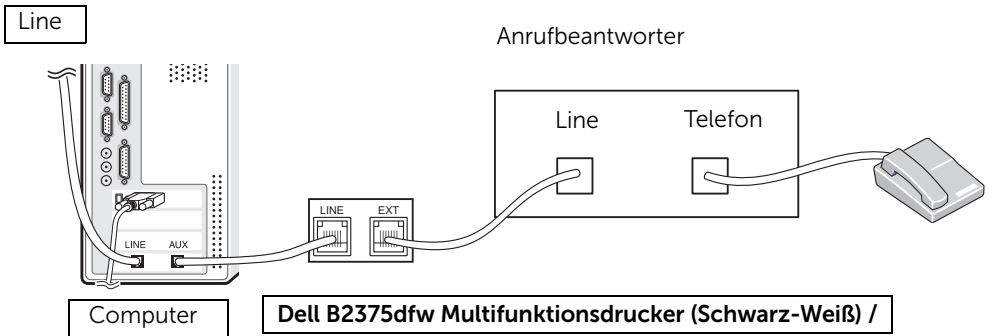 Line
Anrufbeantworter
Line Telefon
LINE EXT
LINE AUX
Computer
Dell B2375dfw Multifunktionsdrucker (Schwarz-Weiß) /